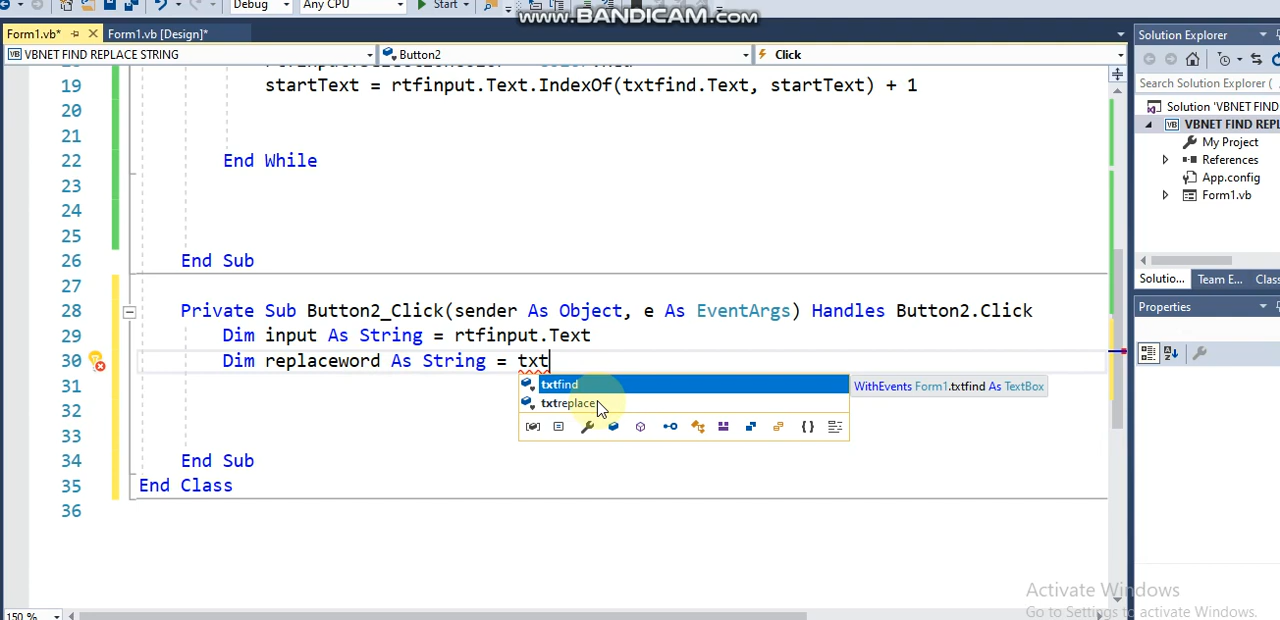 www.BANDICAM.com
Debug Any CPU Start
Form1.vb* Form1.vb [Design]*
VB VBNET FIND REPLACE STRING Button2 Click
19 startText = rtfinput.Text.IndexOf(txtfind.Text, startText) + 1
20
21
22 End While
23
24
25
26 End Sub
27
28 Private Sub Button2_Click(sender As Object, e As EventArgs) Handles Button2.Click
29 Dim input As String = rtfinput.Text
30 Dim replaceword As String = txt
31 txtfind WithEvents Form1.txtfind As TextBox
32 txtreplace
33
34 End Sub
35 End Class
36
150 %
Solution Explorer
Search Solution Explorer (
Solution 'VBNET FIND
VB VBNET FIND REPL
My Project
References
App.config
Form1.vb
Solutio... Team E... Class
Properties
Activate Windows
Go to Settings to activate Windows.